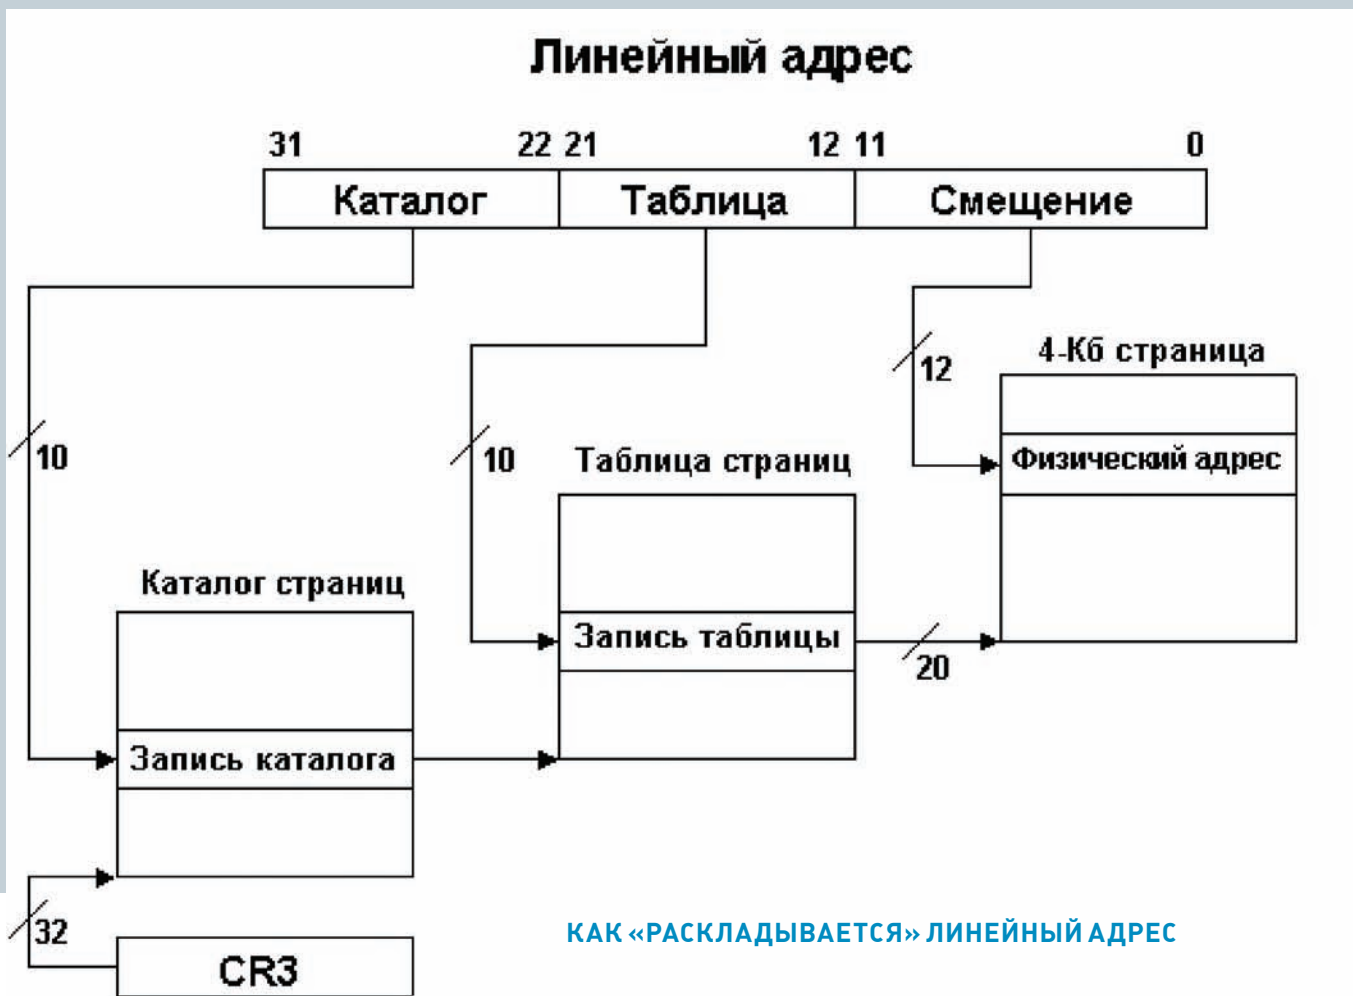 Линейный адрес
31 22 21 12 11 0
Каталог Таблица Смещение
4-Кб страница
12
Физический адрес
10
10
Таблица страниц
Каталог страниц
Запись таблицы
20
Запись каталога
32
CR3
КАК «РАСКЛАДЫВАЕТСЯ» ЛИНЕЙНЫЙ АДРЕС